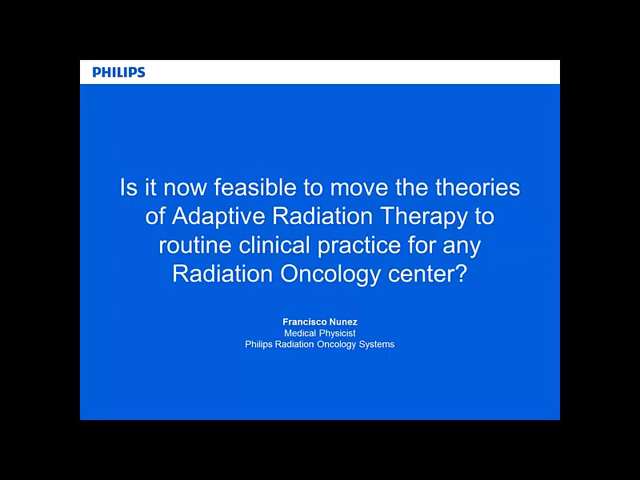 PHILIPS
Is it now feasible to move the theories
of Adaptive Radiation Therapy to
routine clinical practice for any
Radiation Oncology center?
Francisco Nunez
Medical Physicist
Philips Radiation Oncology Systems